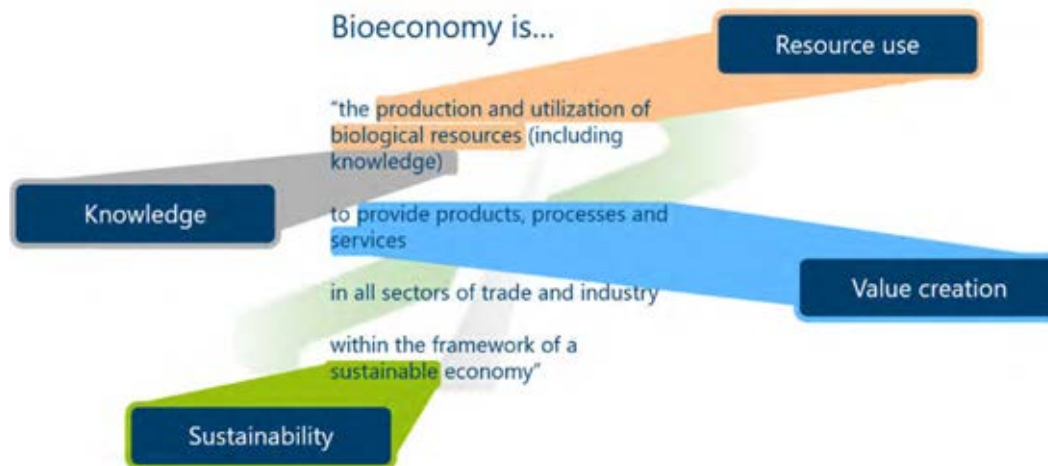 Bioeconomy is...
Resource use
“the production and utilization of
biological resources (including
knowledge)
Knowledge
to provide products, processes and
services
Value creation
in all sectors of trade and industry
within the framework of a
sustainable economy”
Sustainability